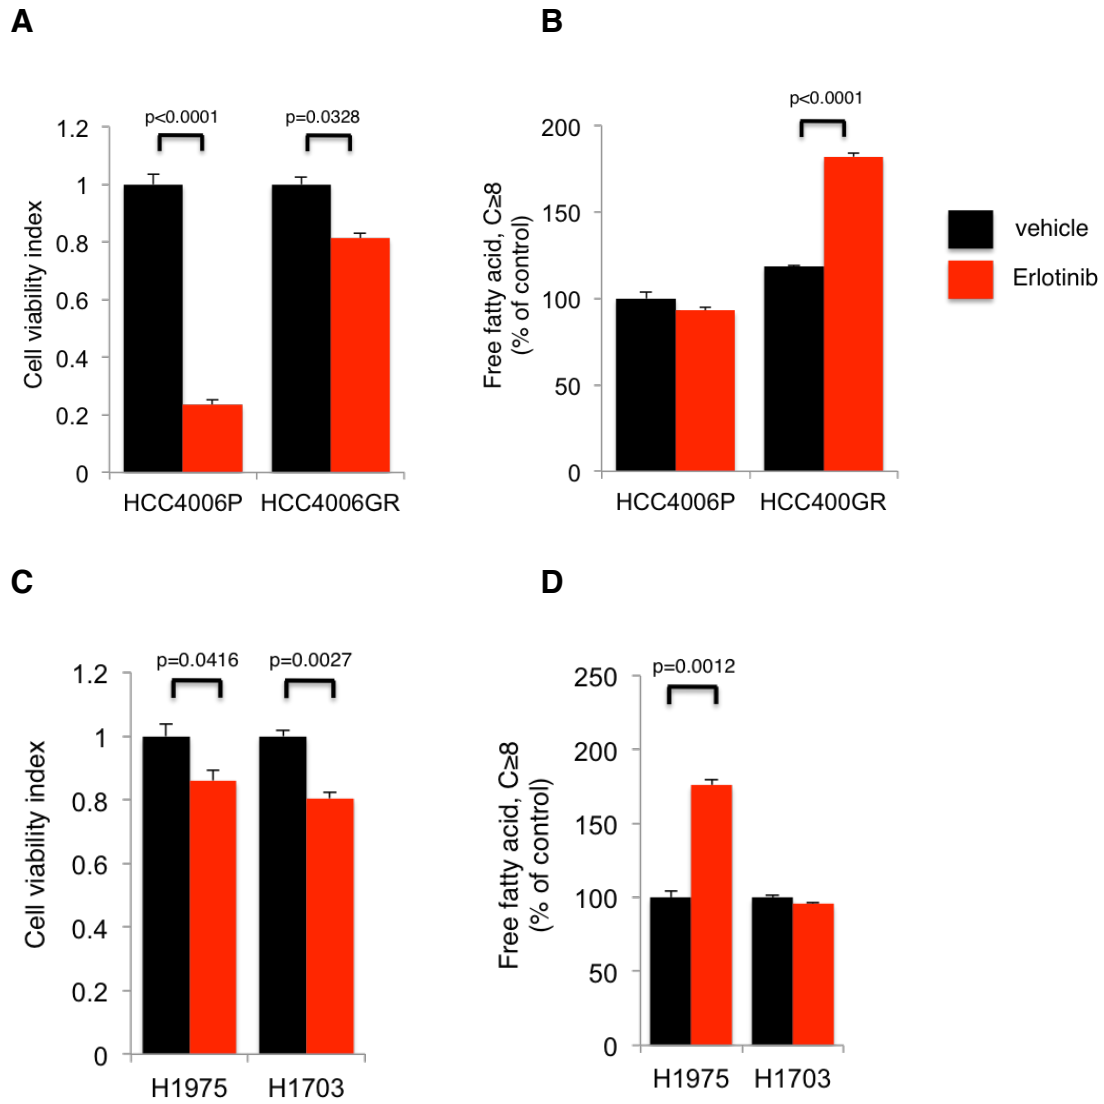 A
p<0.0001
p=0.0328
Cell viability index
1.2
1
0.8
0.6
0.4
0.2
0
HCC4006P
HCC4006GR
B
p<0.0001
Free fatty acid, C≥8
(% of control)
200
150
100
50
0
HCC4006P
HCC400GR
vehicle
Erlotinib
C
p=0.0416
p=0.0027
Cell viability index
1.2
1
0.8
0.6
0.4
0.2
0
H1975
H1703
D
p=0.0012
Free fatty acid, C≥8
(% of control)
250
200
150
100
50
0
H1975
H1703